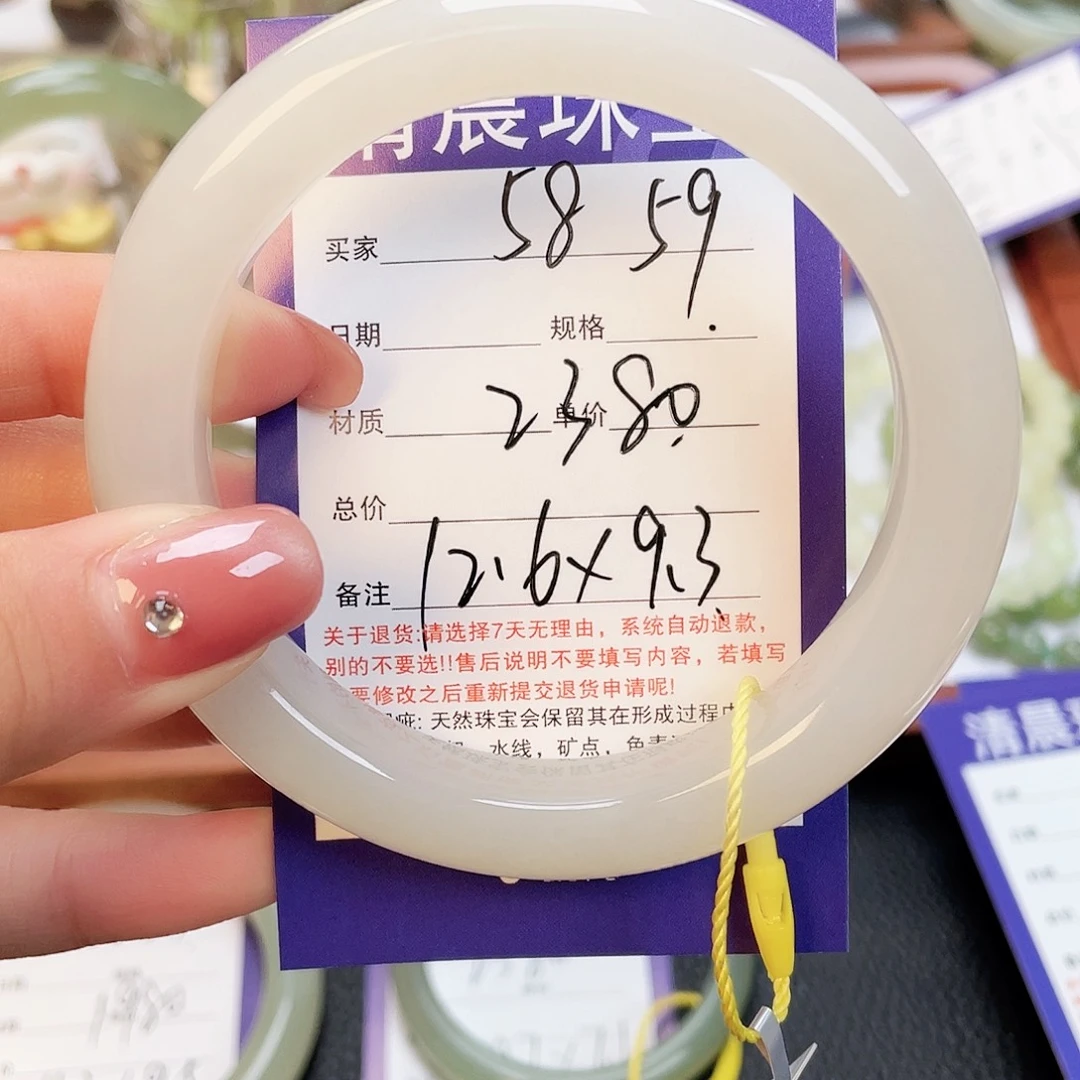 清晨珠宝
买家 58 59.
日期 规格
材质 2380. 单价
总价
备注 12.6x9.3.
关于退货:请选择7天无理由，系统自动退款，
别的不要选!!售后说明不要填写内容，若填写
要修改之后重新提交退货申请呢!
天然珠宝会保留其在形成过程中
水线，矿点，色素
清晨
1980